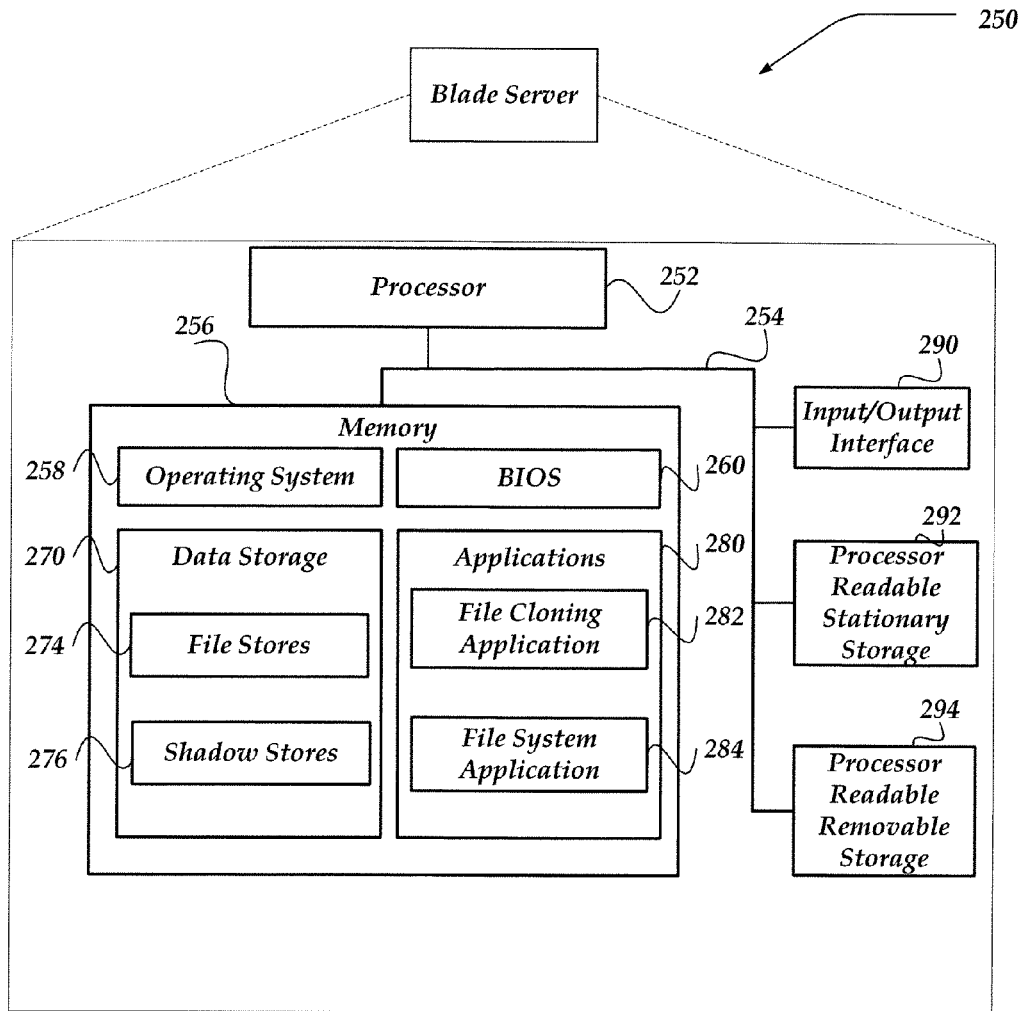 250
Blade Server
Processor
252
256
254
290
Memory
Input/Output
Interface
258
Operating System
BIOS
260
292
270
Data Storage
Applications
280
Processor
Readable
Stationary
Storage
274
File Stores
File Cloning
Application
282
294
276
Shadow Stores
File System
Application
284
Processor
Readable
Removable
Storage